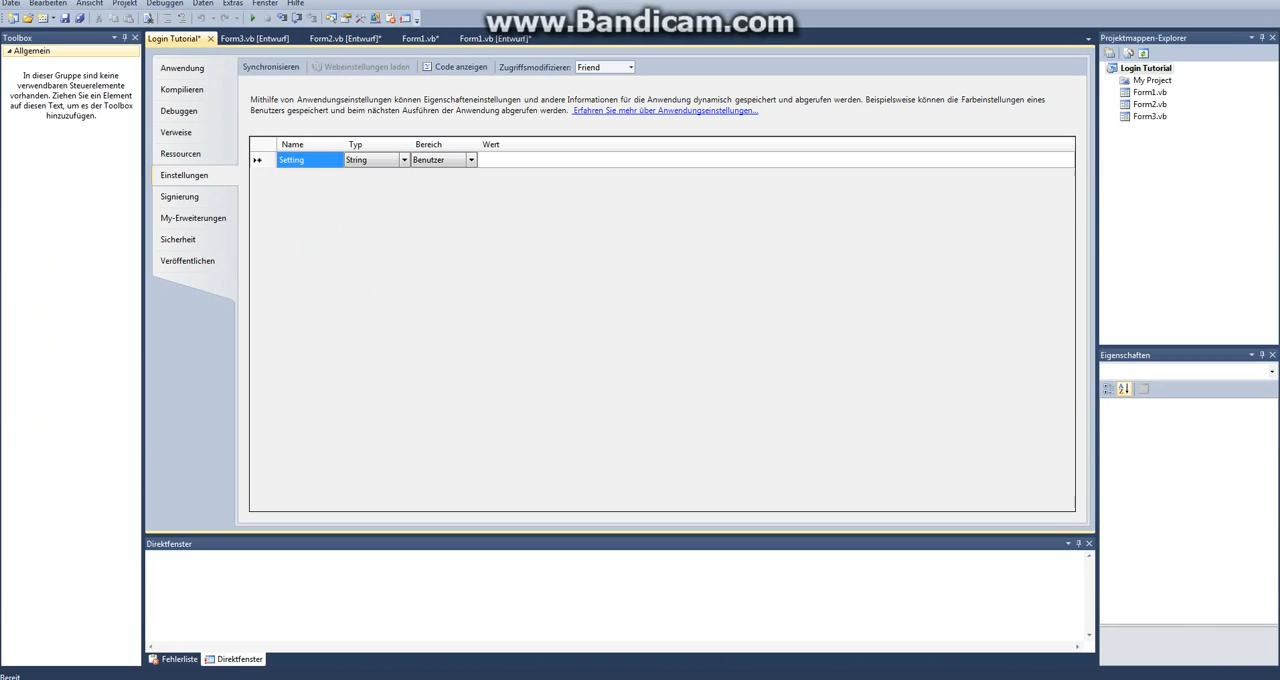 Datei Bearbeiten Ansicht Projekt Debuggen Daten Extras Fenster Hilfe
www.Bandicam.com
Toolbox
Login Tutorial* Form3.vb [Entwurf] Form2.vb [Entwurf]* Form1.vb* Form1.vb [Entwurf]*
Projektmappen-Explorer
Allgemein
In dieser Gruppe sind keine
verwendbaren Steuerelemente
vorhanden. Ziehen Sie ein Element
auf diesen Text, um es der Toolbox
hinzuzufügen.
Anwendung
Kompilieren
Debuggen
Verweise
Ressourcen
Einstellungen
Signierung
My-Erweiterungen
Sicherheit
Veröffentlichen
Synchronisieren Webeinstellungen laden Code anzeigen Zugriffsmodifizierer: Friend
Mithilfe von Anwendungseinstellungen können Eigenschafteneinstellungen und andere Informationen für die Anwendung dynamisch gespeichert und abgerufen werden. Beispielsweise können die Farbeinstellungen eines
Benutzers gespeichert und beim nächsten Ausführen der Anwendung abgerufen werden. Erfahren Sie mehr über Anwendungseinstellungen...
Name Typ Bereich Wert
Setting String Benutzer
Login Tutorial
My Project
Form1.vb
Form2.vb
Form3.vb
Eigenschaften
Direktfenster
Fehlerliste Direktfenster
Bereit